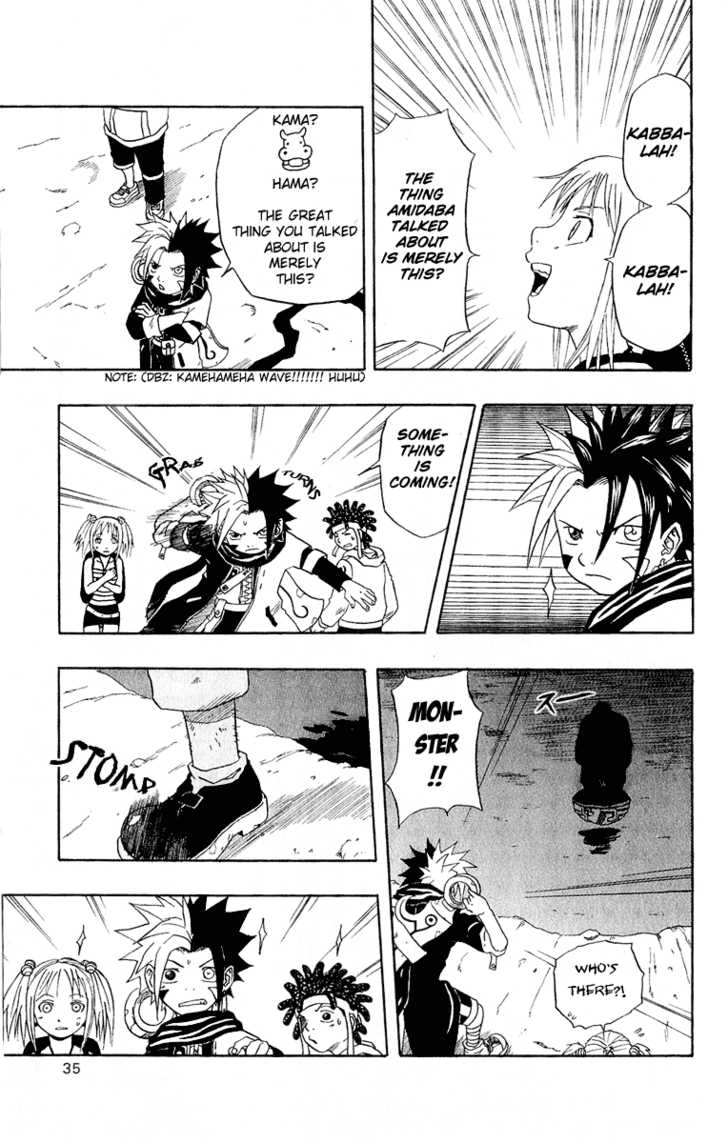 KABBA-
LAH!
KABBA-
LAH!
THE
THING
AMIDABA
TALKED
ABOUT
IS MERELY
THIS?
KAMA?
HAMA?
THE GREAT
THING YOU TALKED
ABOUT IS
MERELY
THIS?
NOTE: (DBZ: KAMEHAMEHA WAVE!!!!!!! HUHU)
SOME-
THING
IS
COMING!
TURNS
GRAB
スー
MON-
STER
!!
WHO'S
THERE?!
STOMP
35